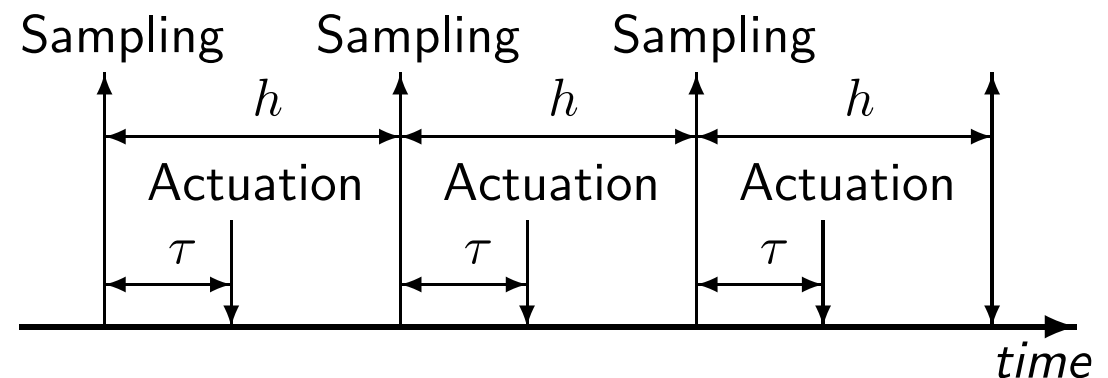 Sampling Sampling Sampling
h h h
Actuation Actuation Actuation
τ τ τ
time